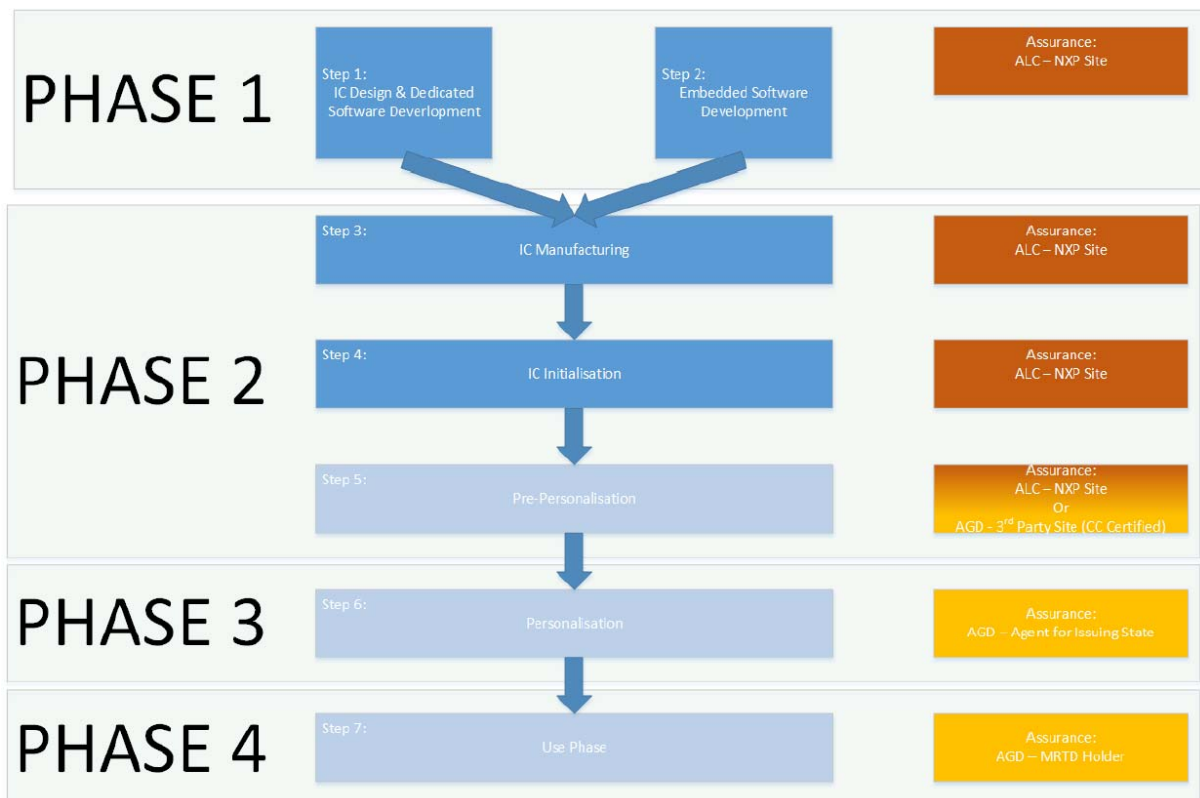 PHASE 1
Step 1:
IC Design & Dedicated
Software Deverlopment
Step 2:
Embedded Software
Development
Assurance:
ALC – NXP Site
PHASE 2
Step 3:
IC Manufacturing
Assurance:
ALC – NXP Site
Step 4:
IC Initialisation
Assurance:
ALC – NXP Site
Step 5:
Pre-Personalisation
Assurance:
ALC – NXP Site
Or
AGD - 3rd Party Site (CC Certified)
PHASE 3
Step 6:
Personalisation
Assurance:
AGD – Agent for Issuing State
PHASE 4
Step 7:
Use Phase
Assurance:
AGD – MRTD Holder